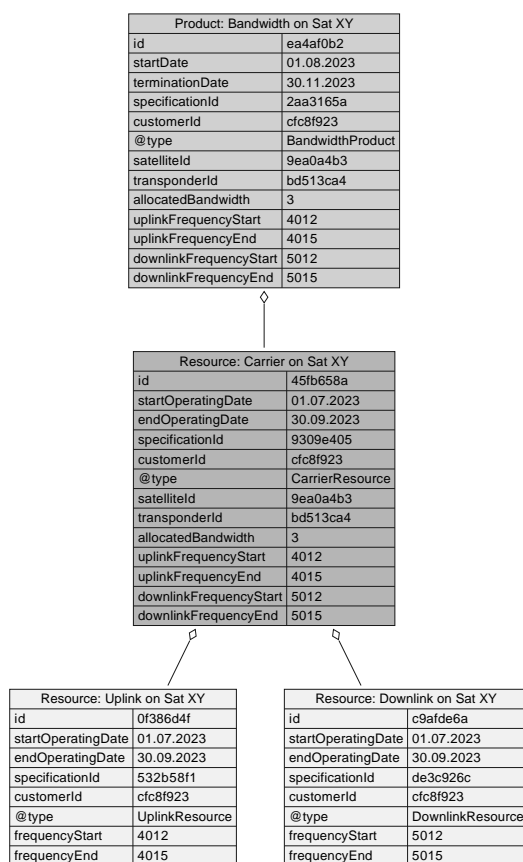 Product: Bandwidth on Sat XY
id ea4af0b2
startDate 01.08.2023
terminationDate 30.11.2023
specificationId 2aa3165a
customerId cfc8f923
@type BandwidthProduct
satelliteId 9ea0a4b3
transponderId bd513ca4
allocatedBandwidth 3
uplinkFrequencyStart 4012
uplinkFrequencyEnd 4015
downlinkFrequencyStart 5012
downlinkFrequencyEnd 5015
Resource: Carrier on Sat XY
id 45fb658a
startOperatingDate 01.07.2023
endOperatingDate 30.09.2023
specificationId 9309e405
customerId cfc8f923
@type CarrierResource
satelliteId 9ea0a4b3
transponderId bd513ca4
allocatedBandwidth 3
uplinkFrequencyStart 4012
uplinkFrequencyEnd 4015
downlinkFrequencyStart 5012
downlinkFrequencyEnd 5015
Resource: Uplink on Sat XY
id 0f386d4f
startOperatingDate 01.07.2023
endOperatingDate 30.09.2023
specificationId 532b58f1
customerId cfc8f923
@type UplinkResource
frequencyStart 4012
frequencyEnd 4015
Resource: Downlink on Sat XY
id c9afde6a
startOperatingDate 01.07.2023
endOperatingDate 30.09.2023
specificationId de3c926c
customerId cfc8f923
@type DownlinkResource
frequencyStart 5012
frequencyEnd 5015